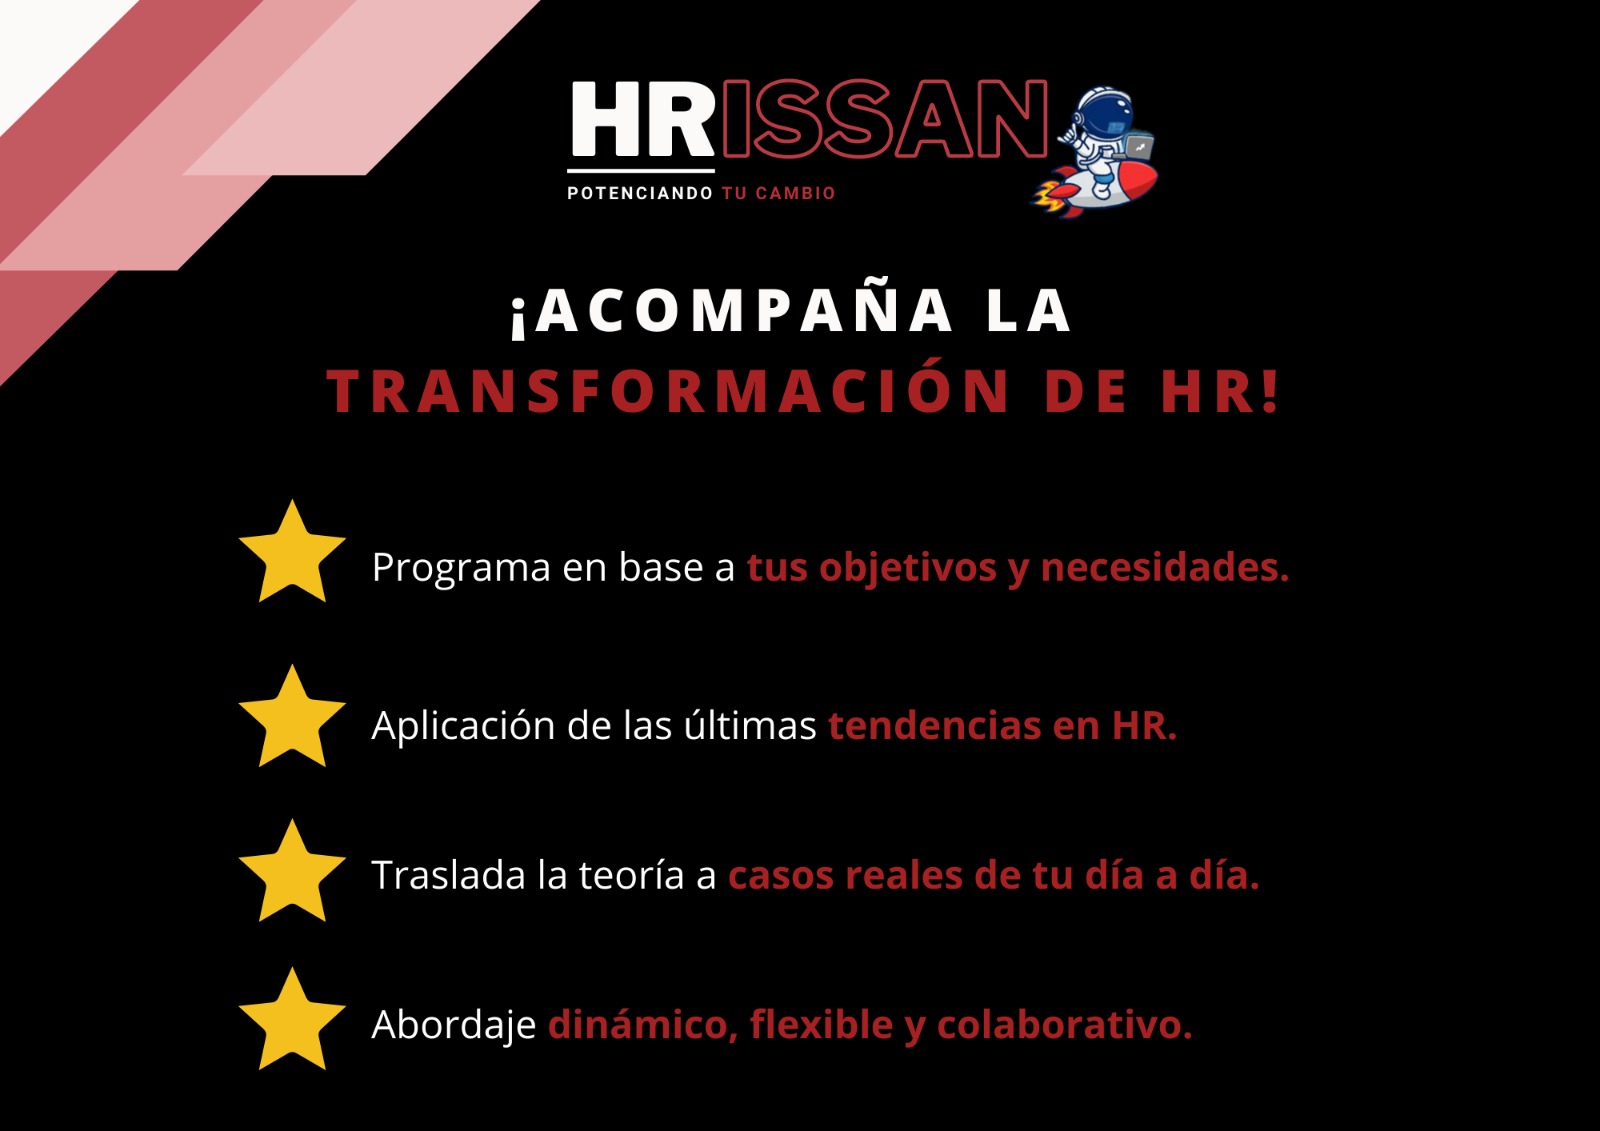 HRISSAN
POTENCIANDO TU CAMBIO
¡ACOMPAÑA LA
TRANSFORMACIÓN DE HR!
Programa en base a tus objetivos y necesidades.
Aplicación de las últimas tendencias en HR.
Traslada la teoría a casos reales de tu día a día.
Abordaje dinámico, flexible y colaborativo.